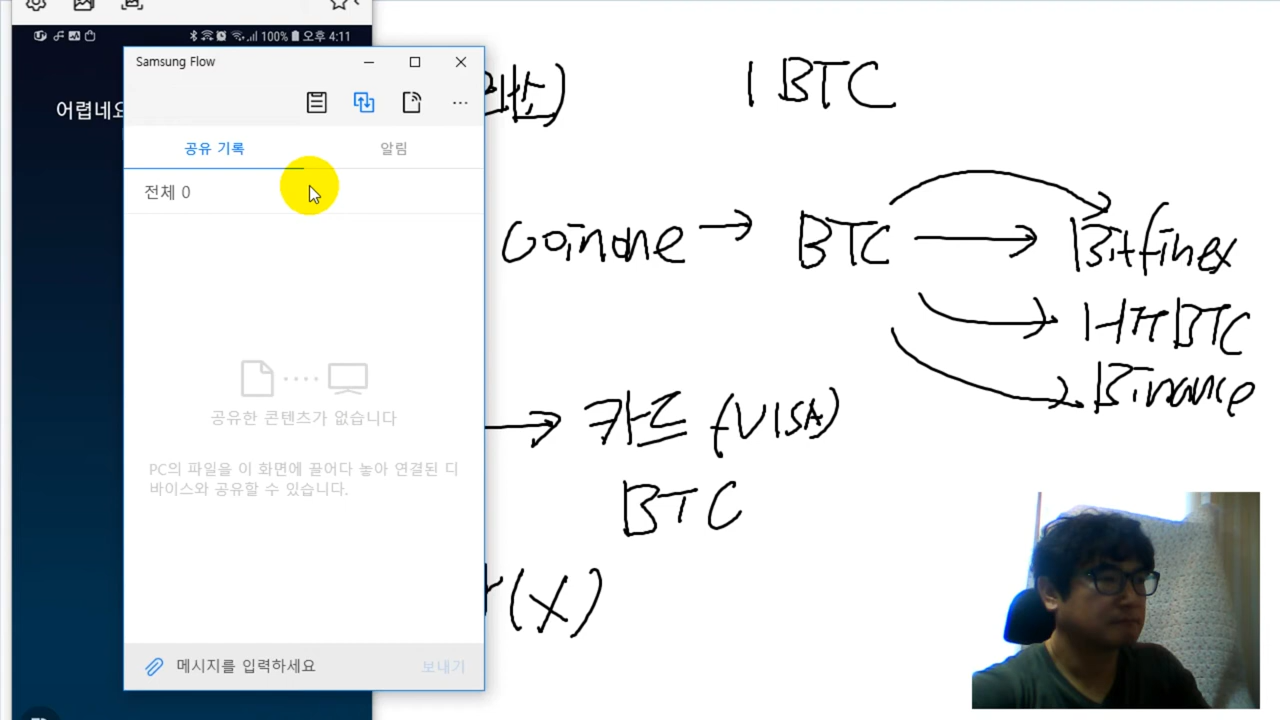 100% 오후 4:11
Samsung Flow
어렵네요
공유 기록 알림
전체 0
공유한 콘텐츠가 없습니다
PC의 파일을 이 화면에 끌어다 놓아 연결된 디
바이스와 공유할 수 있습니다.
메시지를 입력하세요 보내기
1 BTC
coinone → BTC → Bitfinex
HTBTC
Binance
→ 카드 (VISA)
BTC
(X)